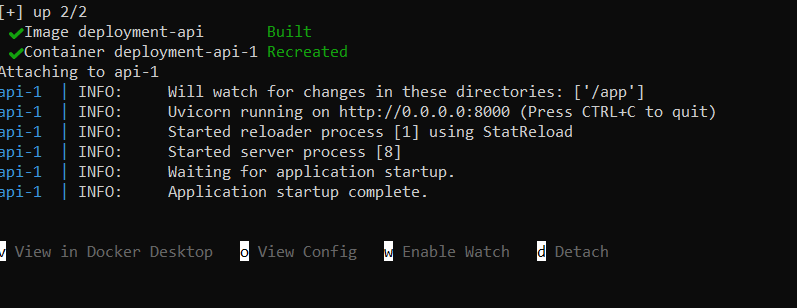 [+] up 2/2
✔Image deployment-api Built
✔Container deployment-api-1 Recreated
Attaching to api-1
api-1 | INFO: Will watch for changes in these directories: ['/app']
api-1 | INFO: Uvicorn running on http://0.0.0.0:8000 (Press CTRL+C to quit)
api-1 | INFO: Started reloader process [1] using StatReload
api-1 | INFO: Started server process [8]
api-1 | INFO: Waiting for application startup.
api-1 | INFO: Application startup complete.
v View in Docker Desktop o View Config w Enable Watch d Detach